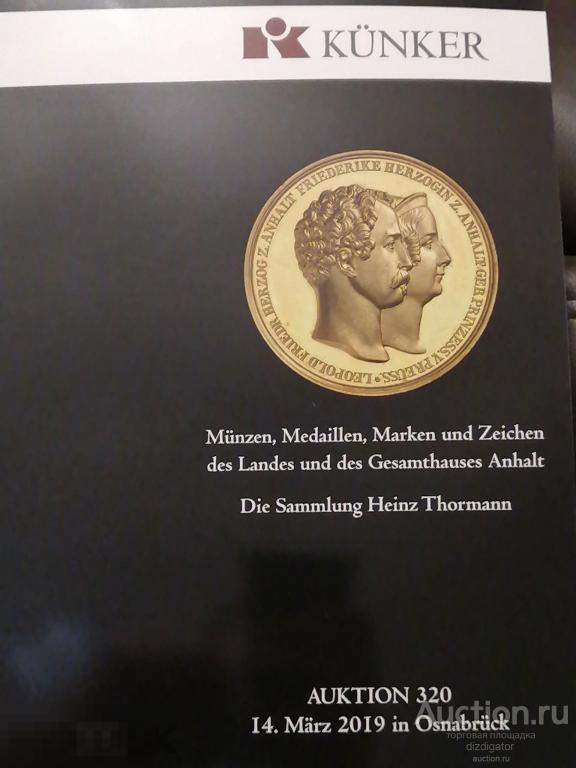 KÜNKER
LEOPOLD FRIEDR. HERZOG Z. ANHALT FRIEDERIKE HERZOGIN Z. ANHALT GEB. PRINZESS V. PREUSS.
Münzen, Medaillen, Marken und Zeichen
des Landes und des Gesamthauses Anhalt
Die Sammlung Heinz Thormann
AUKTION 320
14. März 2019 in Osnabrück
Auction.ru
торговая площадка
dizdigator
auction.ru